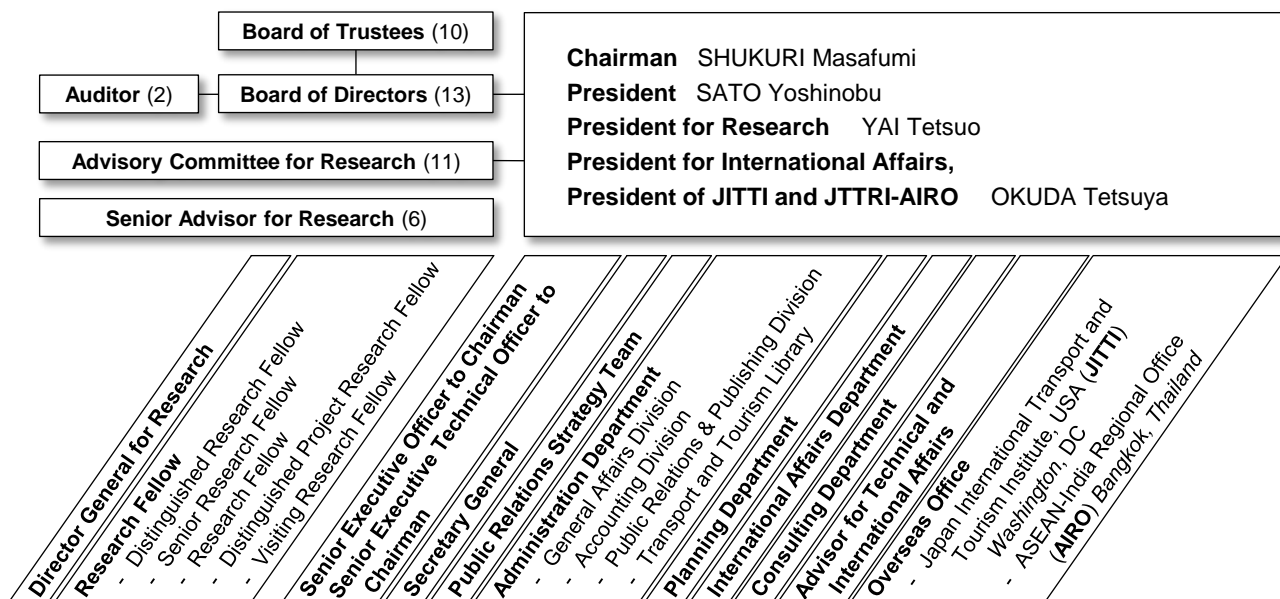 Board of Trustees (10)
Auditor (2)
Board of Directors (13)
Advisory Committee for Research (11)
Senior Advisor for Research (6)
Chairman SHUKURI Masafumi
President SATO Yoshinobu
President for Research YAI Tetsuo
President for International Affairs,
President of JITTI and JTTRI-AIRO OKUDA Tetsuya
Director General for Research
Research Fellow
- Distinguished Research Fellow
- Senior Research Fellow
- Research Fellow
- Distinguished Project Research Fellow
- Visiting Research Fellow
Senior Executive Officer to Chairman
Senior Executive Technical Officer to
Chairman
Secretary General
Public Relations Strategy Team
Administration Department
- General Affairs Division
- Accounting Division
- Public Relations & Publishing Division
- Transport and Tourism Library
Planning Department
International Affairs Department
Consulting Department
Advisor for Technical and
International Affairs
Overseas Office
- Japan International Transport and
Tourism Institute, USA (JITTI)
Washington, DC
- ASEAN-India Regional Office
(AIRO) Bangkok, Thailand